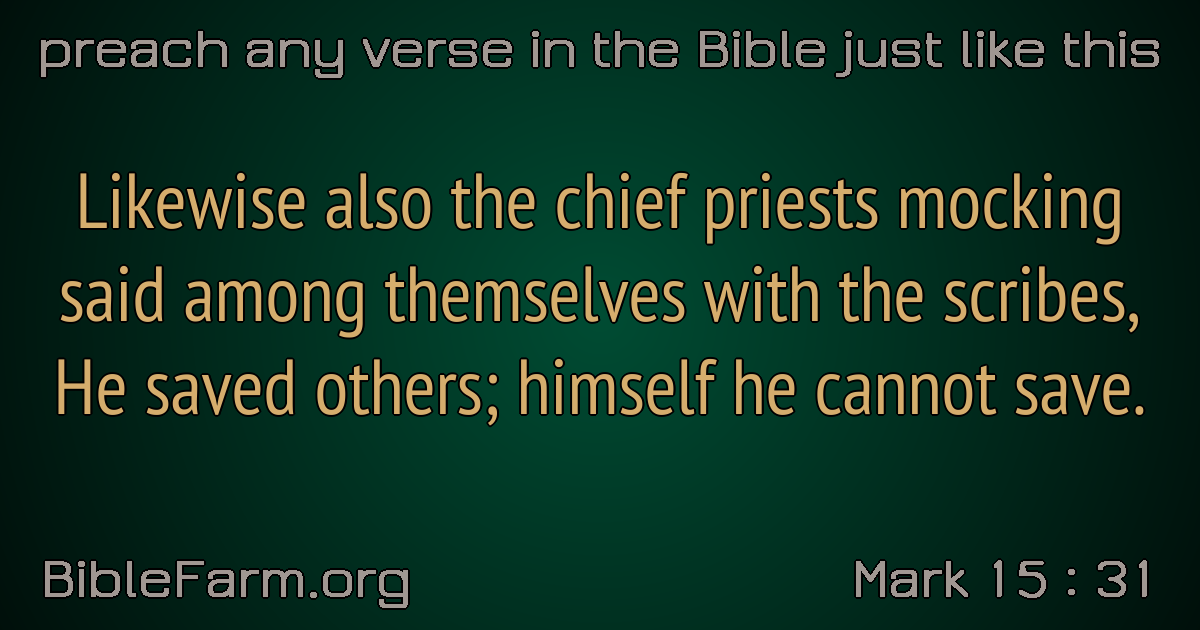 preach any verse in the Bible just like this
Likewise also the chief priests mocking
said among themselves with the scribes,
He saved others; himself he cannot save.
BibleFarm.org
Mark 15 : 31